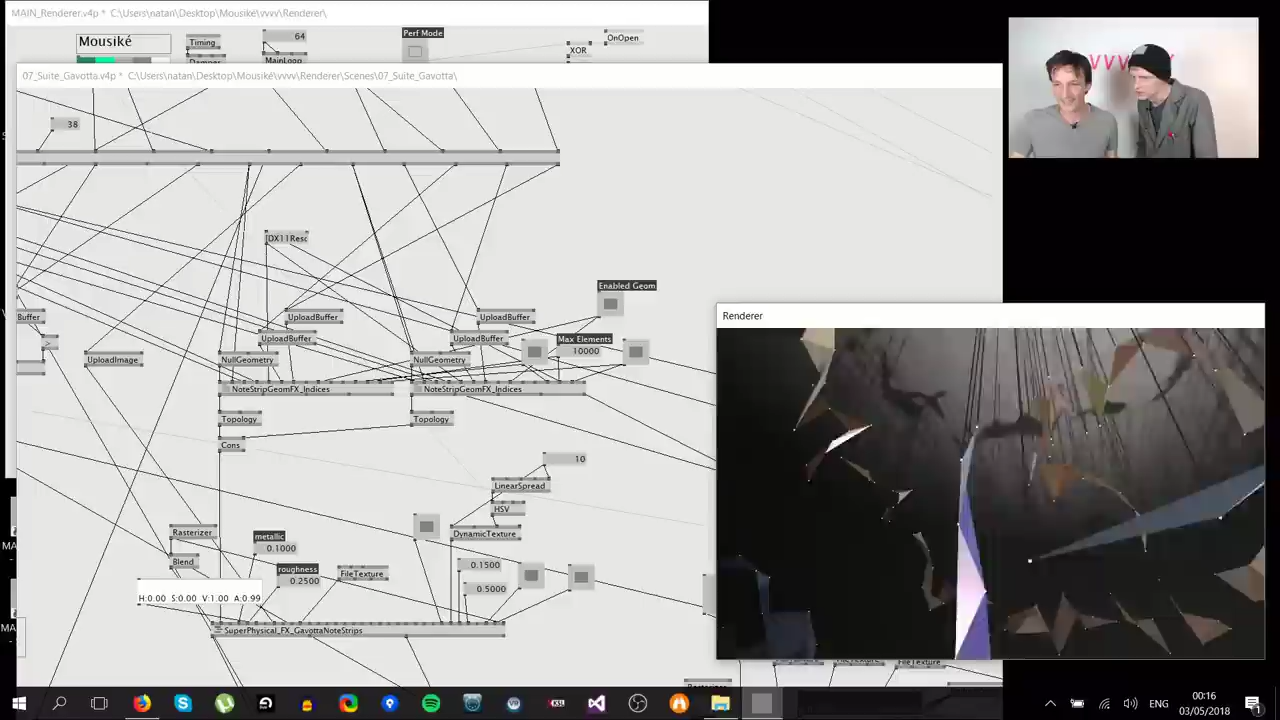 MAIN_Renderer.v4p * C:\Users\natan\Desktop\Mousiké\vvvv\Renderer\
Mousiké
Timing
64
MainLoop
Perf Mode
XOR
OnOpen
07_Suite_Gavotta.v4p * C:\Users\natan\Desktop\Mousiké\vvvv\Renderer\Scenes\07_Suite_Gavotta\
38
DX11Resc
Enabled Geom
Buffer
UploadBuffer
UploadBuffer
>
UploadBuffer
UploadBuffer
Max Elements
10000
UploadImage
NullGeometry
NullGeometry
NoteStripGeomFX_Indices
NoteStripGeomFX_Indices
Topology
Topology
Cons
10
LinearSpread
HSV
DynamicTexture
Rasterizer
metallic
0.1000
Blend
roughness
0.2500
FileTexture
0.1500
0.5000
H:0.00 S:0.00 V:1.00 A:0.99
SuperPhysical_FX_GavottaNoteStrips
Renderer
ENG
00:16
03/05/2018